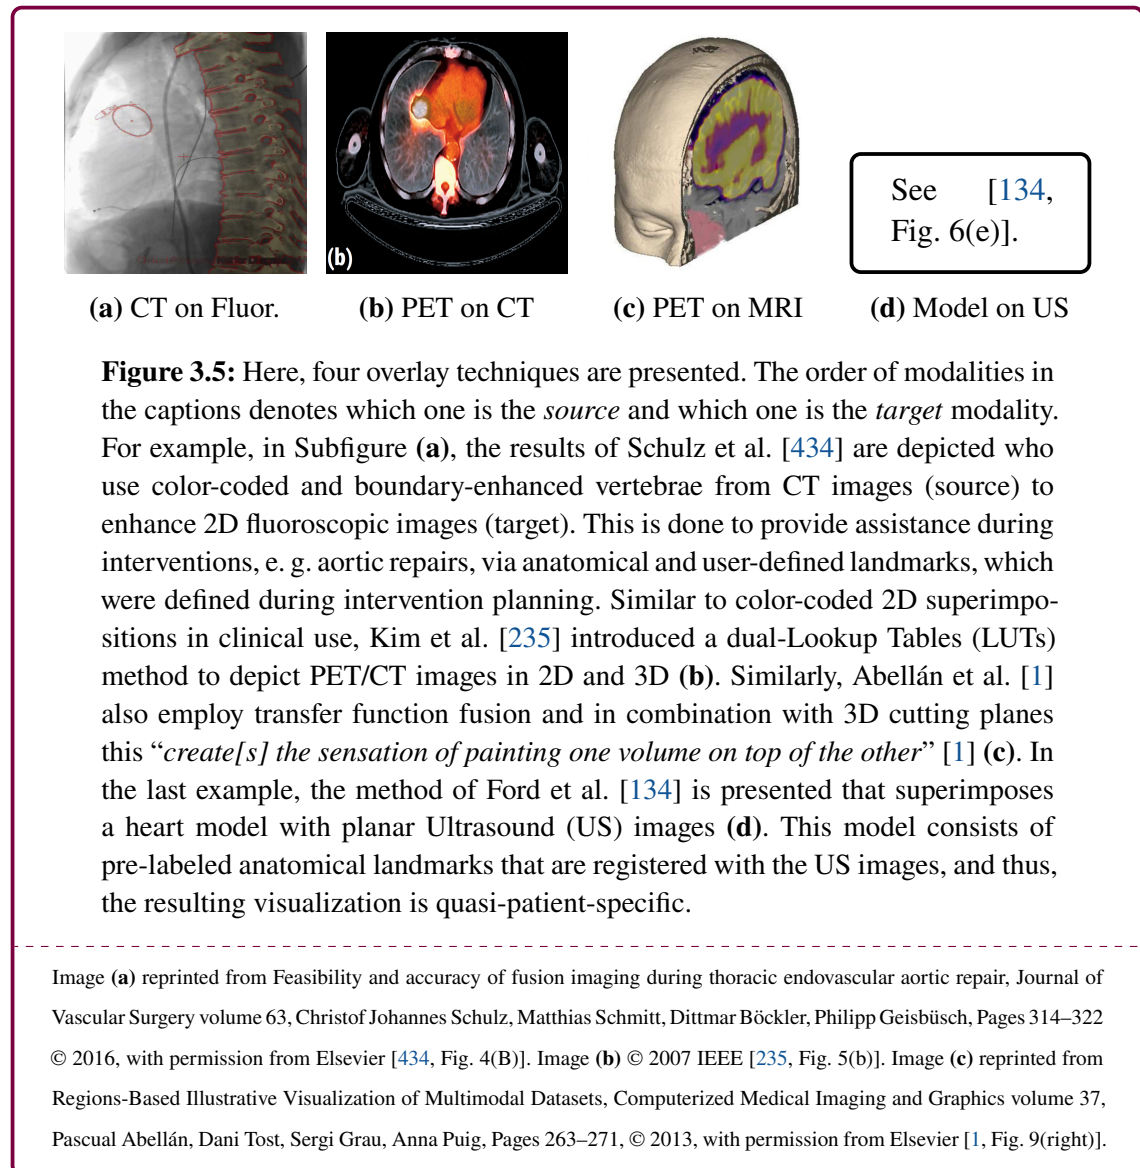 (b)
See [134,
Fig. 6(e)].
(a) CT on Fluor.
(b) PET on CT
(c) PET on MRI
(d) Model on US
Figure 3.5: Here, four overlay techniques are presented. The order of modalities in
the captions denotes which one is the source and which one is the target modality.
For example, in Subfigure (a), the results of Schulz et al. [434] are depicted who
use color-coded and boundary-enhanced vertebrae from CT images (source) to
enhance 2D fluoroscopic images (target). This is done to provide assistance during
interventions, e. g. aortic repairs, via anatomical and user-defined landmarks, which
were defined during intervention planning. Similar to color-coded 2D superimpo-
sitions in clinical use, Kim et al. [235] introduced a dual-Lookup Tables (LUTs)
method to depict PET/CT images in 2D and 3D (b). Similarly, Abellán et al. [1]
also employ transfer function fusion and in combination with 3D cutting planes
this “create[s] the sensation of painting one volume on top of the other” [1] (c). In
the last example, the method of Ford et al. [134] is presented that superimposes
a heart model with planar Ultrasound (US) images (d). This model consists of
pre-labeled anatomical landmarks that are registered with the US images, and thus,
the resulting visualization is quasi-patient-specific.
Image (a) reprinted from Feasibility and accuracy of fusion imaging during thoracic endovascular aortic repair, Journal of
Vascular Surgery volume 63, Christof Johannes Schulz, Matthias Schmitt, Dittmar Böckler, Philipp Geisbüsch, Pages 314–322
© 2016, with permission from Elsevier [434, Fig. 4(B)]. Image (b) © 2007 IEEE [235, Fig. 5(b)]. Image (c) reprinted from
Regions-Based Illustrative Visualization of Multimodal Datasets, Computerized Medical Imaging and Graphics volume 37,
Pascual Abellán, Dani Tost, Sergi Grau, Anna Puig, Pages 263–271, © 2013, with permission from Elsevier [1, Fig. 9(right)].